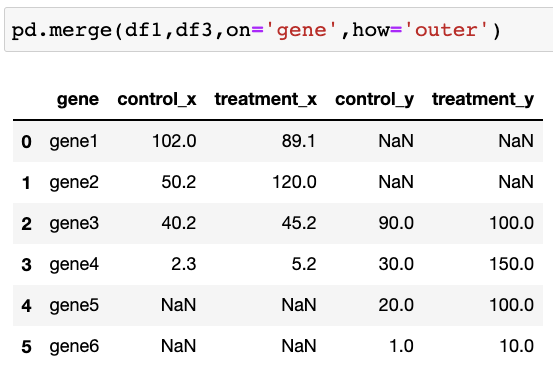 pd.merge(df1,df3,on='gene',how='outer')
gene control_x treatment_x control_y treatment_y
0 gene1 102.0 89.1 NaN NaN
1 gene2 50.2 120.0 NaN NaN
2 gene3 40.2 45.2 90.0 100.0
3 gene4 2.3 5.2 30.0 150.0
4 gene5 NaN NaN 20.0 100.0
5 gene6 NaN NaN 1.0 10.0